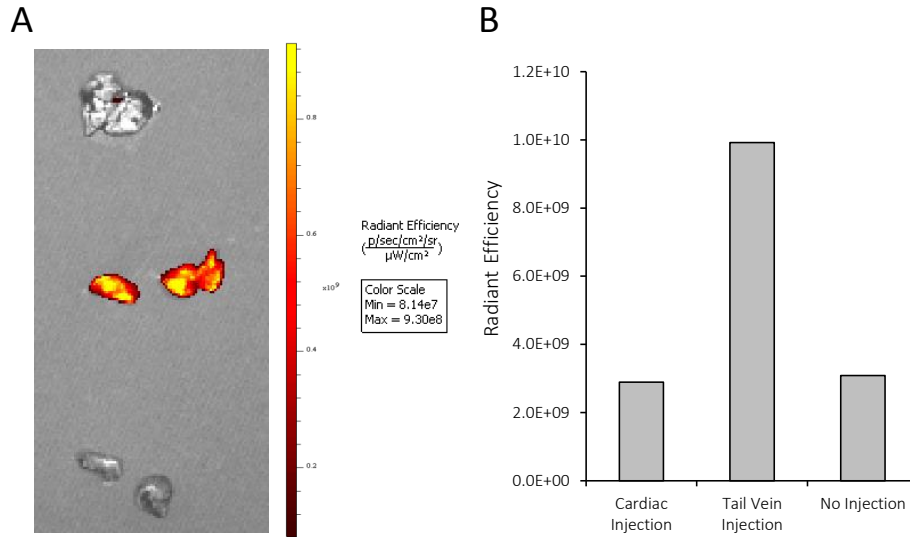 A
0.8
0.6
x10⁹
0.4
0.2
Radiant Efficiency
(p/sec/cm²/sr
µW/cm²)
Color Scale
Min = 8.14e7
Max = 9.30e8
B
Radiant Efficiency
1.2E+10
1.0E+10
8.0E+09
6.0E+09
4.0E+09
2.0E+09
0.0E+00
Cardiac
Injection
Tail Vein
Injection
No Injection